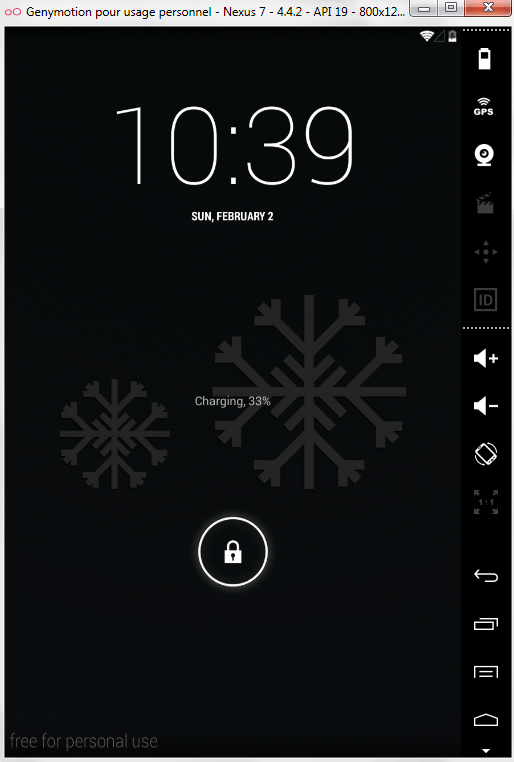 Genymotion pour usage personnel - Nexus 7 - 4.4.2 - API 19 - 800x12...
10:39
SUN, FEBRUARY 2
Charging, 33%
free for personal use
GPS
ID
1:1